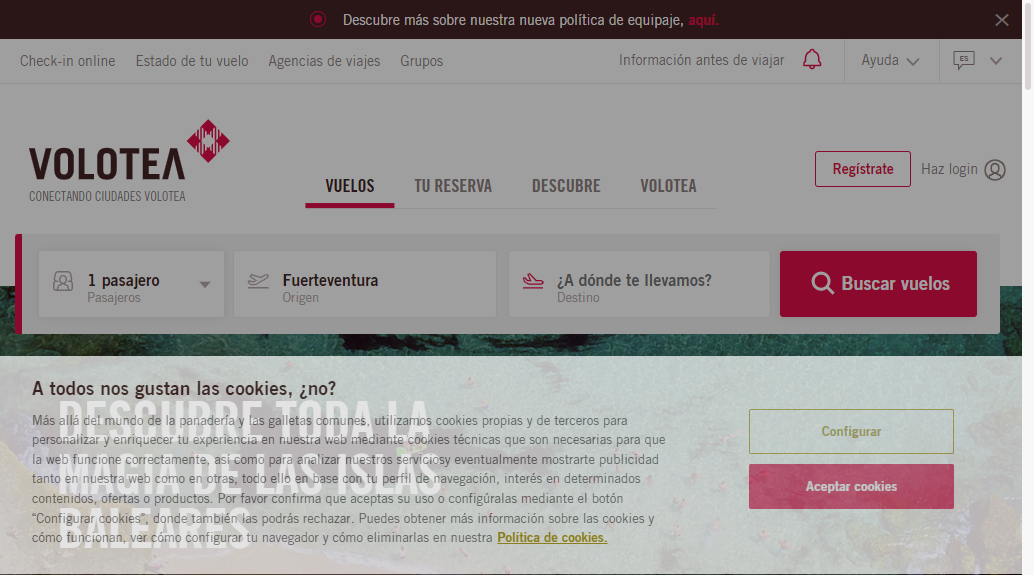 Descubre más sobre nuestra nueva política de equipaje, aquí.
Check-in online Estado de tu vuelo Agencias de viajes Grupos Información antes de viajar Ayuda ES
VOLOTEA
CONECTANDO CIUDADES VOLOTEA
VUELOS TU RESERVA DESCUBRE VOLOTEA
Regístrate Haz login
1 pasajero
Pasajeros
Fuerteventura
Origen
¿A dónde te llevamos?
Destino
Buscar vuelos
A todos nos gustan las cookies, ¿no?
Más allá del mundo de la panadería y las galletas comunes, utilizamos cookies propias y de terceros para
personalizar y enriquecer tu experiencia en nuestra web mediante cookies técnicas que son necesarias para que
la web funcione correctamente, así como para analizar nuestros serviciosy eventualmente mostrarte publicidad
tanto en nuestra web como en otras, todo ello en base con tu perfil de navegación, interés en determinados
contenidos, ofertas o productos. Por favor confirma que aceptas su uso o configúralas mediante el botón
“Configurar cookies”, donde también las podrás rechazar. Puedes obtener más información sobre las cookies y
cómo funcionan, ver cómo configurar tu navegador y cómo eliminarlas en nuestra Política de cookies.
Configurar
Aceptar cookies
DESCUBRE TODA LA
MAGIA DE LAS ISLAS
BALEARES